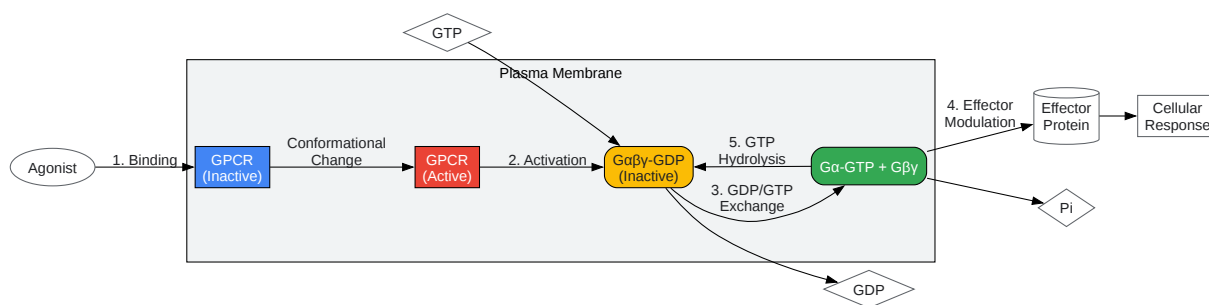 GTP
Plasma Membrane
Agonist
1. Binding
GPCR
(Inactive)
Conformational
Change
GPCR
(Active)
2. Activation
Gαβγ-GDP
(Inactive)
5. GTP
Hydrolysis
3. GDP/GTP
Exchange
Gα-GTP + Gβγ
4. Effector
Modulation
Effector
Protein
Cellular
Response
Pi
GDP